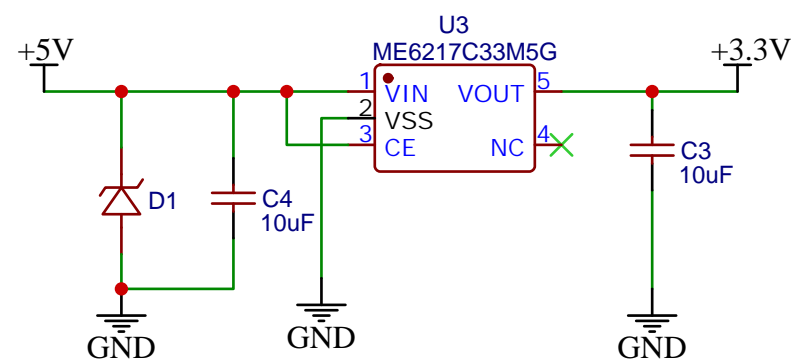 U3
ME6217C33M5G
+5V
+3.3V
1 VIN VOUT 5
2 VSS
3 CE NC 4
D1
C4
10uF
C3
10uF
GND
GND
GND